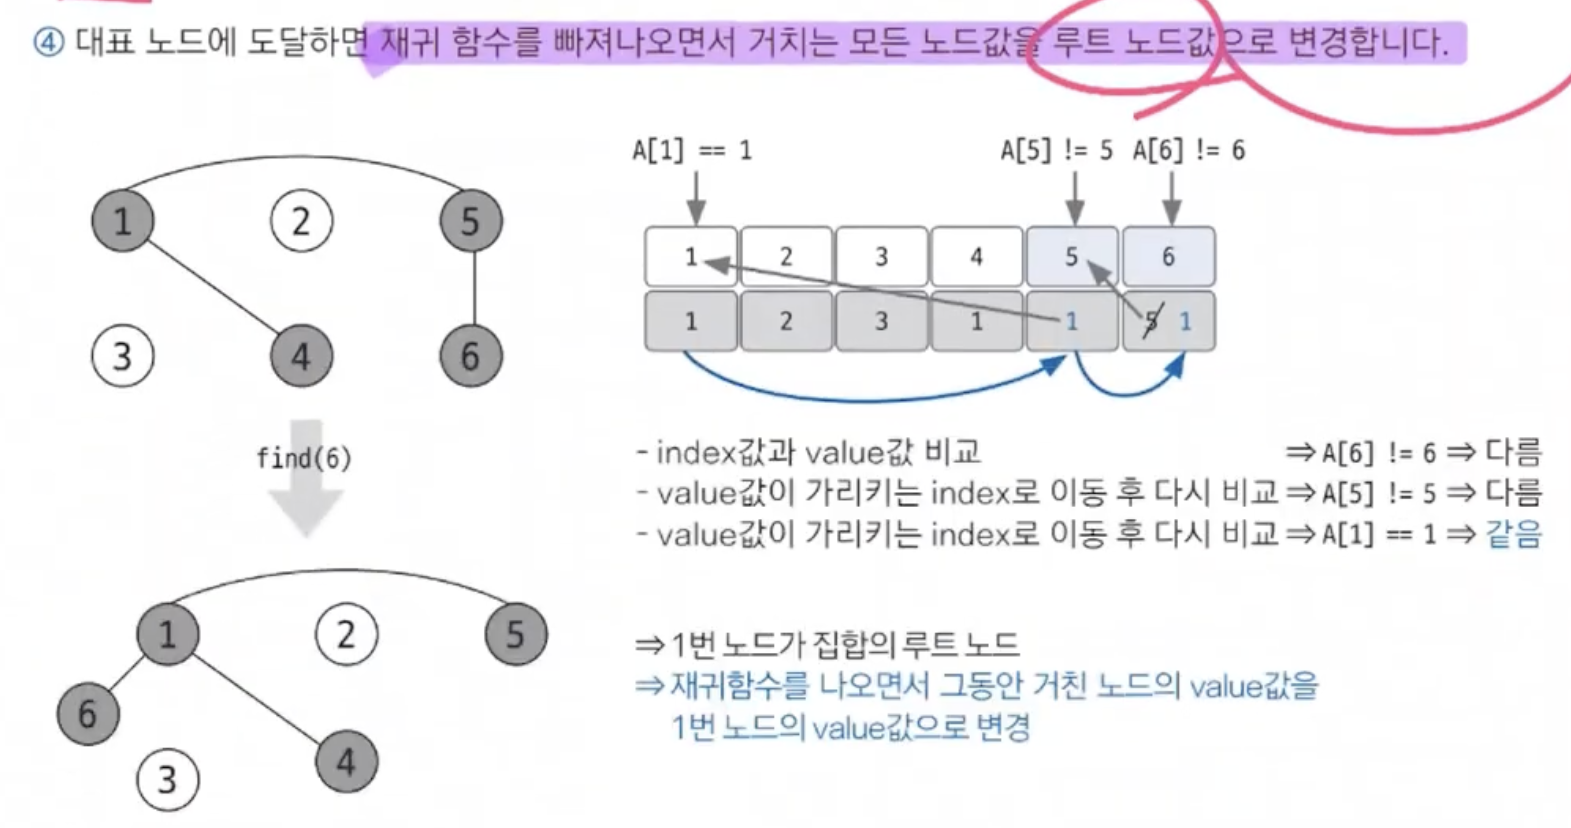 ④ 대표 노드에 도달하면 재귀 함수를 빠져나오면서 거치는 모든 노드값을 루트 노드값으로 변경합니다.
A[1] == 1 A[5] != 5 A[6] != 6
1 2 5
1 2 3 4 5 6
1 2 3 1 1 5 1
3 4 6
find(6)
- index값과 value값 비교 ⇒ A[6] != 6 ⇒ 다름
- value값이 가리키는 index로 이동 후 다시 비교 ⇒ A[5] != 5 ⇒ 다름
- value값이 가리키는 index로 이동 후 다시 비교 ⇒ A[1] == 1 ⇒ 같음
1 2 5
6
3 4
⇒ 1번 노드가 집합의 루트 노드
⇒ 재귀함수를 나오면서 그동안 거친 노드의 value값을
1번 노드의 value값으로 변경